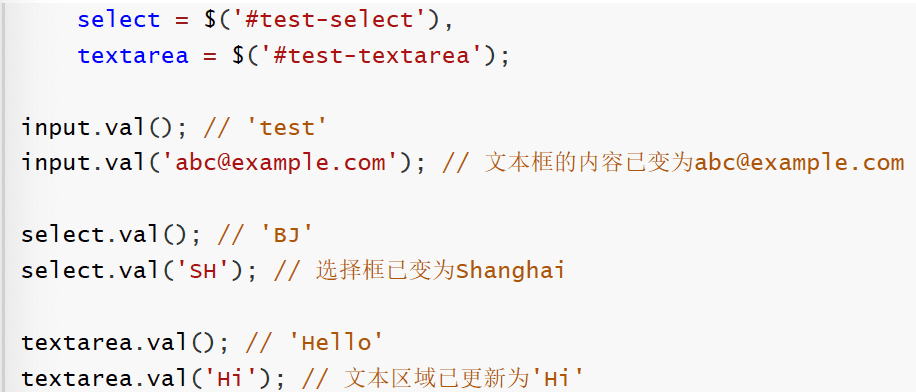 select = $('#test-select'),
textarea = $('#test-textarea');
input.val(); // 'test'
input.val('abc@example.com'); // 文本框的内容已变为abc@example.com
select.val(); // 'BJ'
select.val('SH'); // 选择框已变为Shanghai
textarea.val(); // 'Hello'
textarea.val('Hi'); // 文本区域已更新为'Hi'